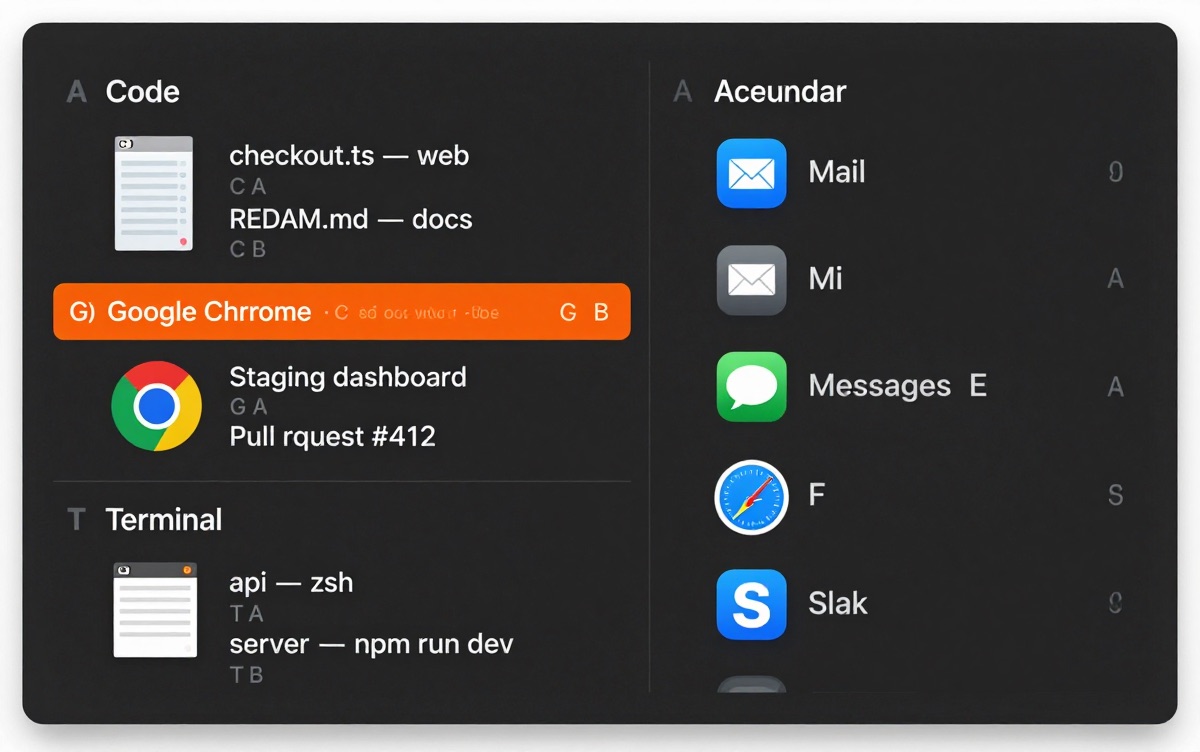 A Code
checkout.ts — web
C A
REDAM.md — docs
C B
G) Google Chrrome · C
G B
Staging dashboard
G A
Pull rquest #412
T Terminal
api — zsh
T A
server — npm run dev
T B
A Aceundar
Mail
Mi A
Messages E A
F S
S Slak